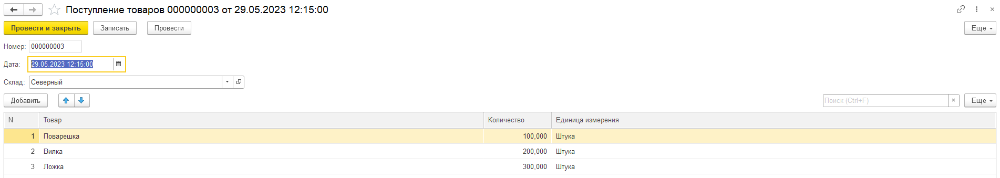 Поступление товаров 000000003 от 29.05.2023 12:15:00
Провести и закрыть Записать Провести Еще
Номер: 000000003
Дата: 29.05.2023 12:15:00
Склад: Северный
Добавить Поиск (Ctrl+F) Еще
N Товар Количество Единица измерения
1 Поварешка 100,000 Штука
2 Вилка 200,000 Штука
3 Ложка 300,000 Штука